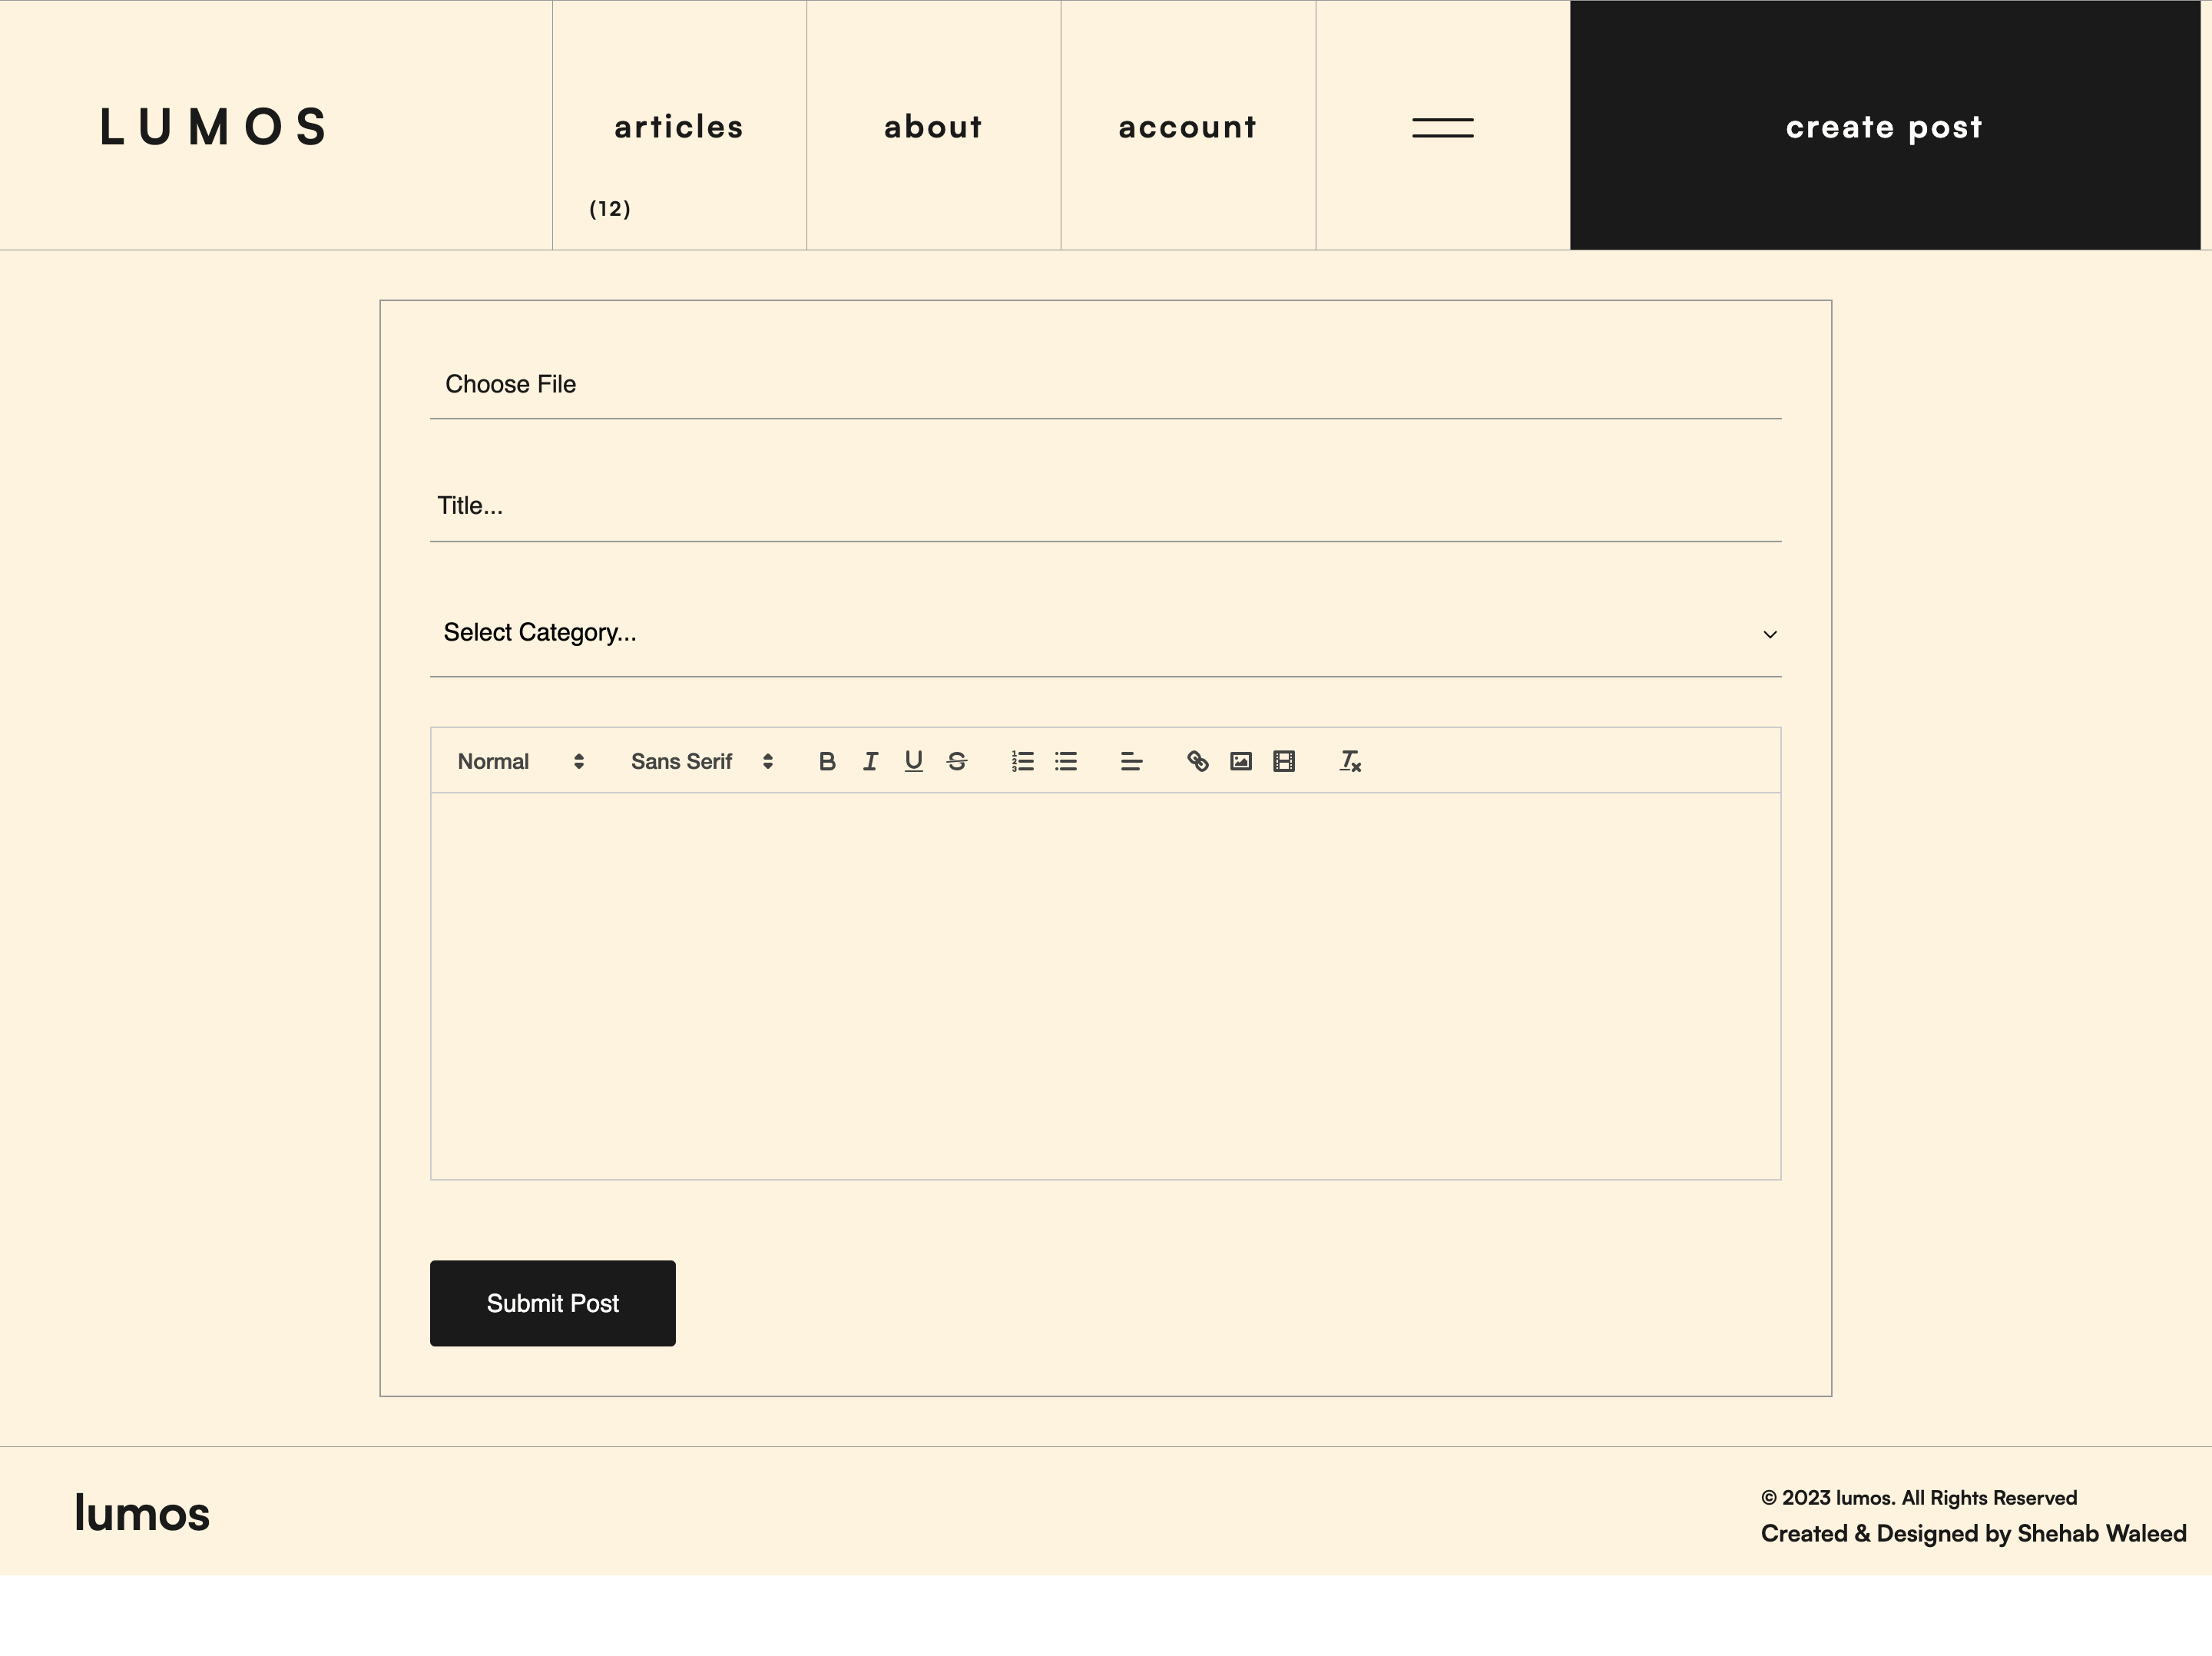 LUMOS
articles
(12)
about
account
create post
Choose File
Title...
Select Category...
Normal
Sans Serif
Submit Post
lumos
© 2023 lumos. All Rights Reserved
Created & Designed by Shehab Waleed